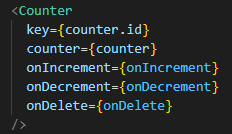 <Counter
key={counter.id}
counter={counter}
onIncrement={onIncrement}
onDecrement={onDecrement}
onDelete={onDelete}
/>